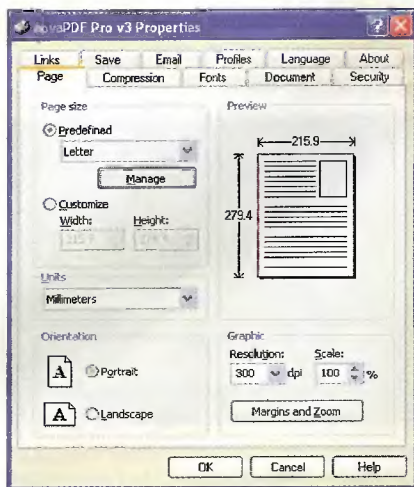 novaPDF Pro v3 Properties
Links Save Email Profiles Language About
Page Compression Fonts Document Security
Page size
Predefined
Letter
Manage
Customize
Width: Height:
Units
Millimeters
Orientation
A Portrait
A Landscape
Preview
215.9
279.4
Graphic
Resolution: Scale:
300 dpi 100 %
Margins and Zoom
OK Cancel Help